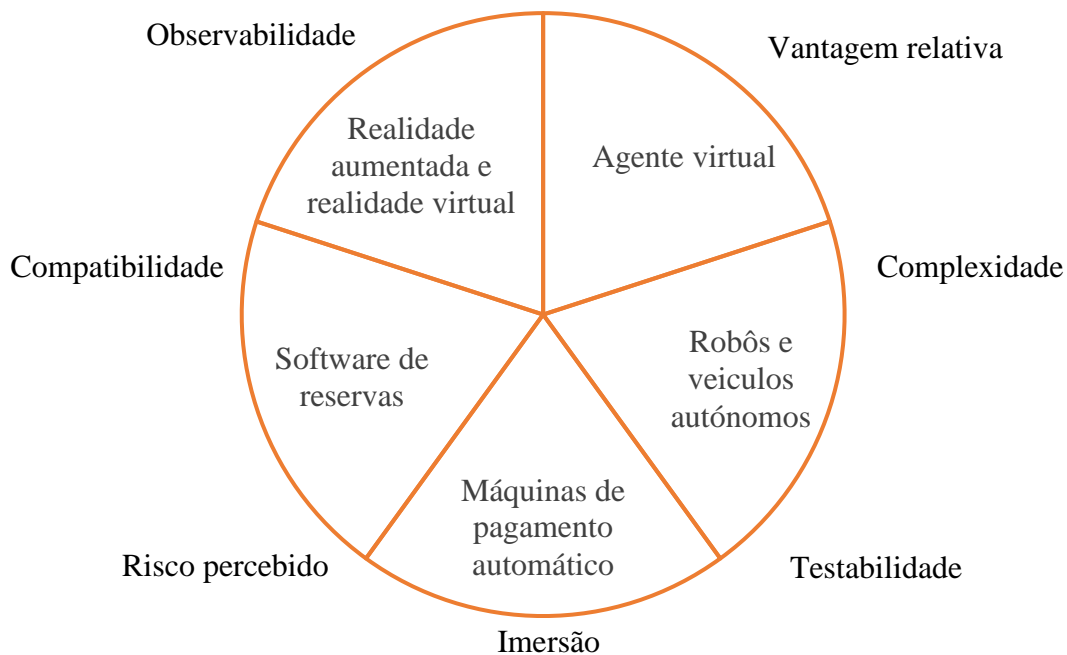 Observabilidade
Vantagem relativa
Realidade
aumentada e
realidade virtual
Agente virtual
Compatibilidade
Complexidade
Software de
reservas
Robôs e
veiculos
autónomos
Máquinas de
pagamento
automático
Risco percebido
Testabilidade
Imersão